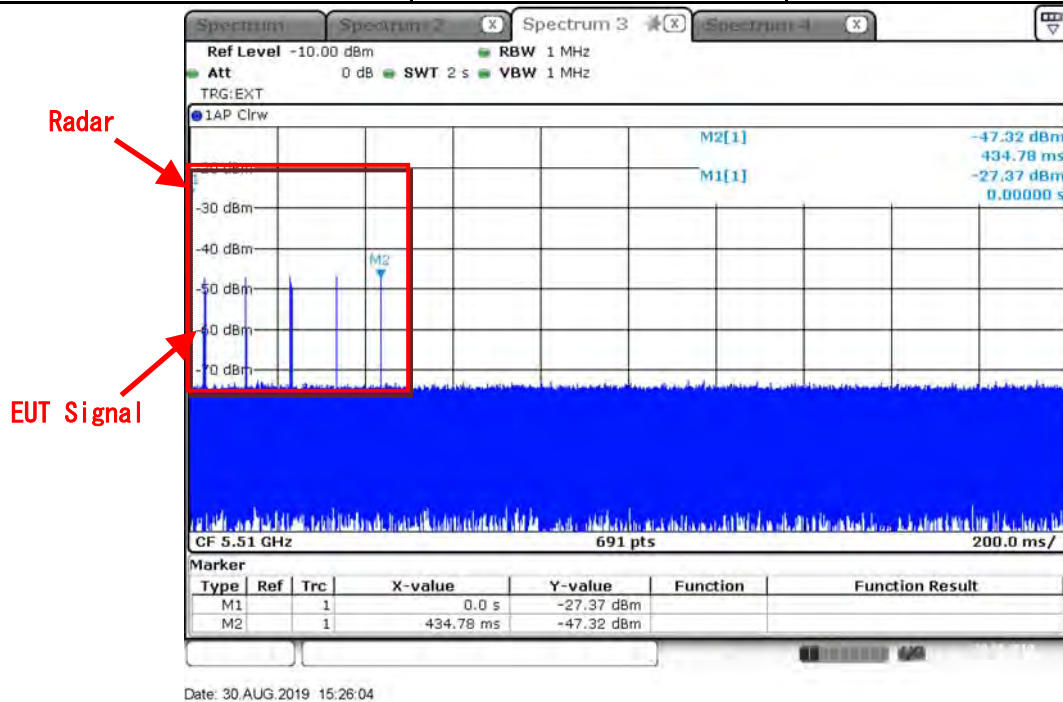 Spectrum Spectrum 2 X Spectrum 3 X Spectrum 4 X
Ref Level -10.00 dBm RBW 1 MHz
Att 0 dB SWT 2 s VBW 1 MHz
TRG:EXT
1AP Clrw
Radar
M2[1] -47.32 dBm
434.78 ms
M1[1] -27.37 dBm
0.00000 s
-20 dBm
-30 dBm
-40 dBm
M2
-50 dBm
-60 dBm
-70 dBm
EUT Signal
CF 5.51 GHz 691 pts 200.0 ms/
Marker
Type Ref Trc X-value Y-value Function Function Result
M1 1 0.0 s -27.37 dBm
M2 1 434.78 ms -47.32 dBm
Date: 30.AUG.2019 15:26:04